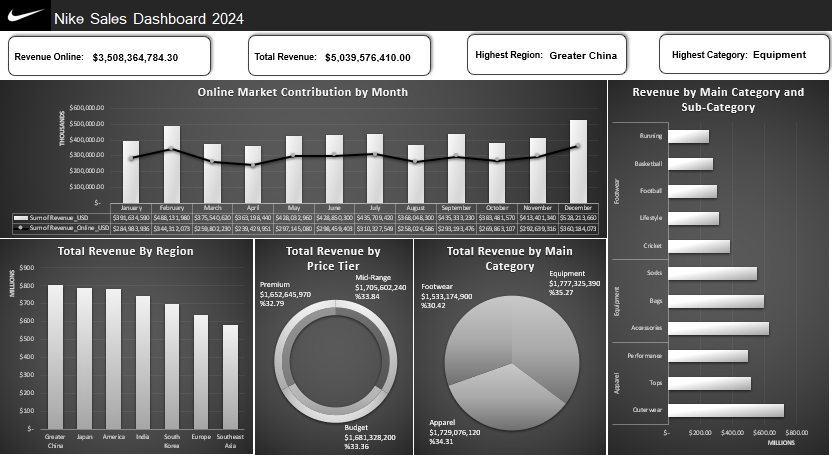 Nike Sales Dashboard 2024
Revenue Online: $3,508,364,784.30
Total Revenue: $5,039,576,410.00
Highest Region: Greater China
Highest Category: Equipment
Online Market Contribution by Month
THOUSANDS
$600,000.00
$500,000.00
$400,000.00
$300,000.00
$200,000.00
$100,000.00
$-
January February March April May June July August September October November December
Sum of Revenue_USD $391,634,590 $488,131,980 $375,540,620 $363,198,440 $428,032,960 $428,850,300 $435,709,420 $368,048,300 $435,333,230 $383,481,570 $413,401,340 $528,213,660
Sum of Revenue_Online_USD $284,983,936 $344,312,073 $259,802,230 $239,429,951 $297,145,080 $298,459,403 $310,327,549 $258,024,586 $293,193,476 $269,863,107 $292,639,316 $360,184,073
Revenue by Main Category and
Sub-Category
Footwear
Running
Basketball
Football
Lifestyle
Cricket
Equipment
Socks
Bags
Accessories
Apparel
Performance
Tops
Outerwear
$- $200.00 $400.00 $600.00 $800.00
MILLIONS
Total Revenue By Region
MILLIONS
$900
$800
$700
$600
$500
$400
$300
$200
$100
$-
Greater China
Japan
America
India
South Korea
Europe
Southeast Asia
Total Revenue by
Price Tier
Premium
$1,652,645,970
%32.79
Mid-Range
$1,705,602,240
%33.84
Budget
$1,681,328,200
%33.36
Total Revenue by Main
Category
Footwear
$1,533,174,900
%30.42
Equipment
$1,777,325,390
%35.27
Apparel
$1,729,076,120
%34.31